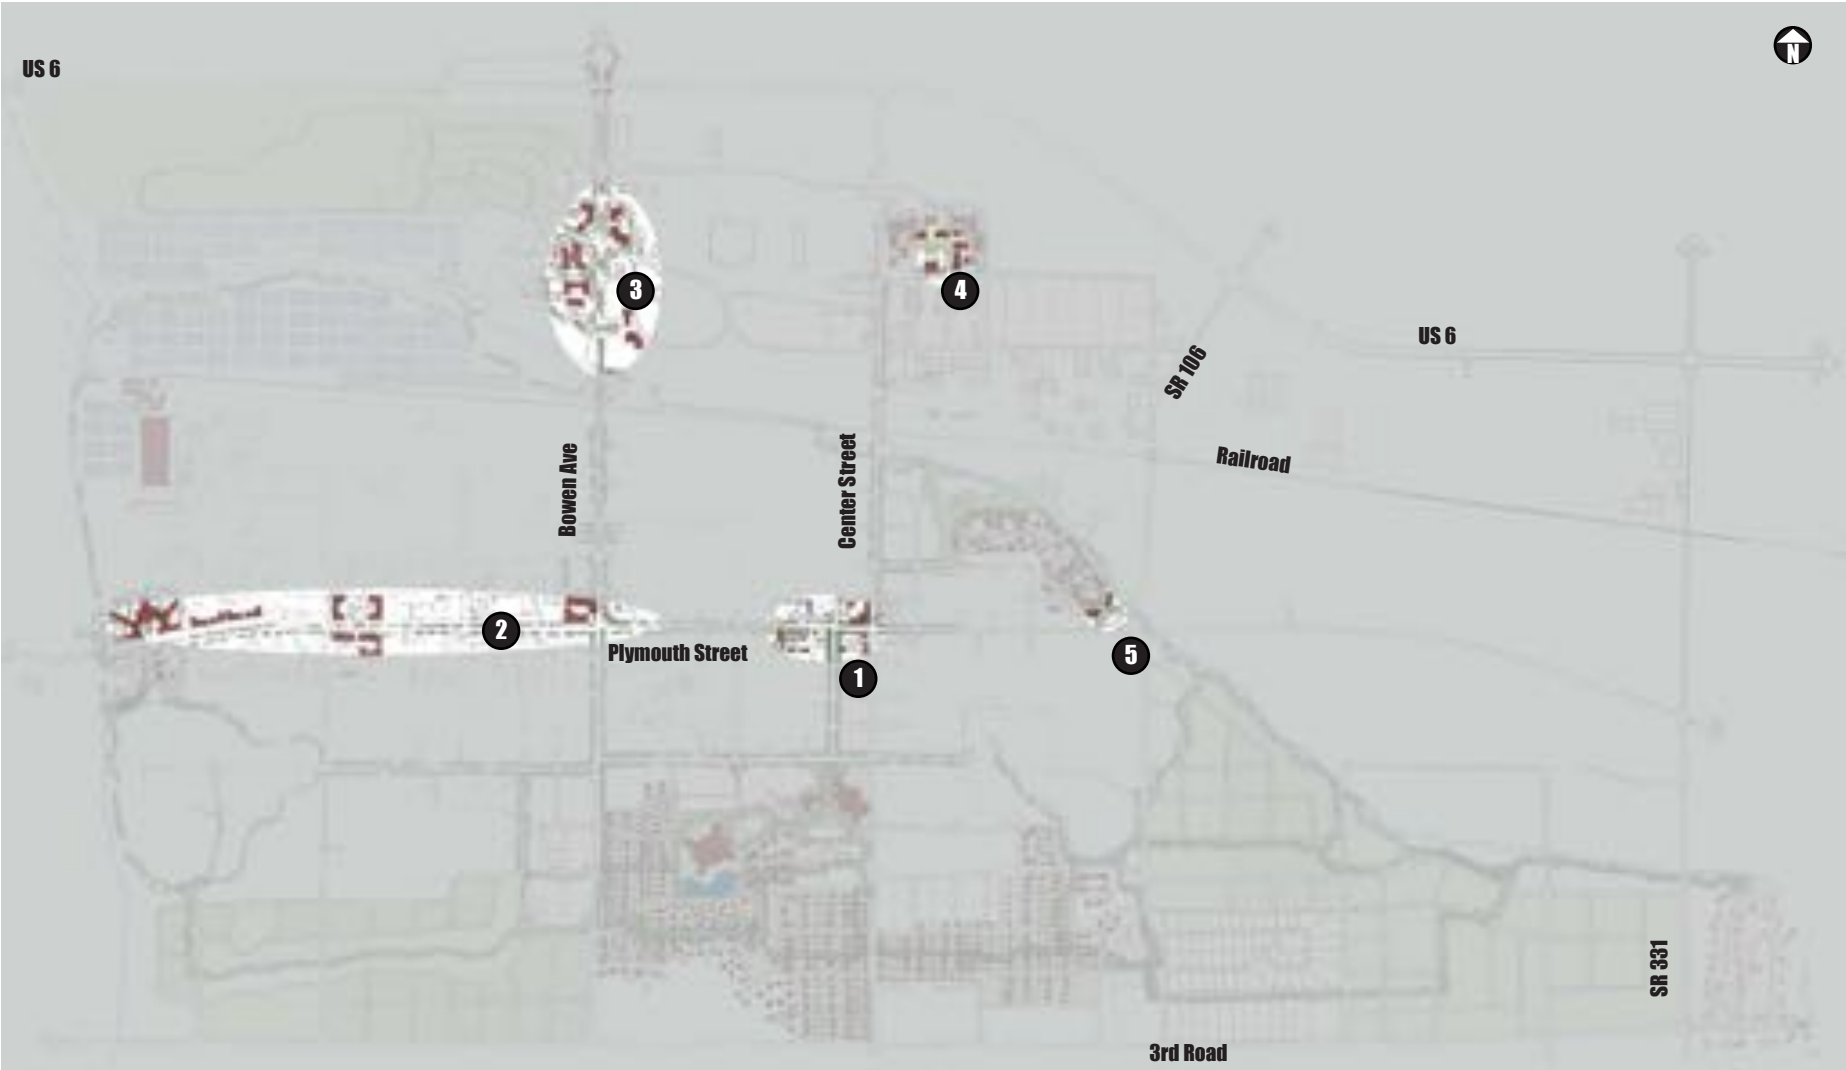 US 6
N
3
4
US 6
SR 106
Bowen Ave
Center Street
Railroad
2
Plymouth Street
5
1
SR 331
3rd Road